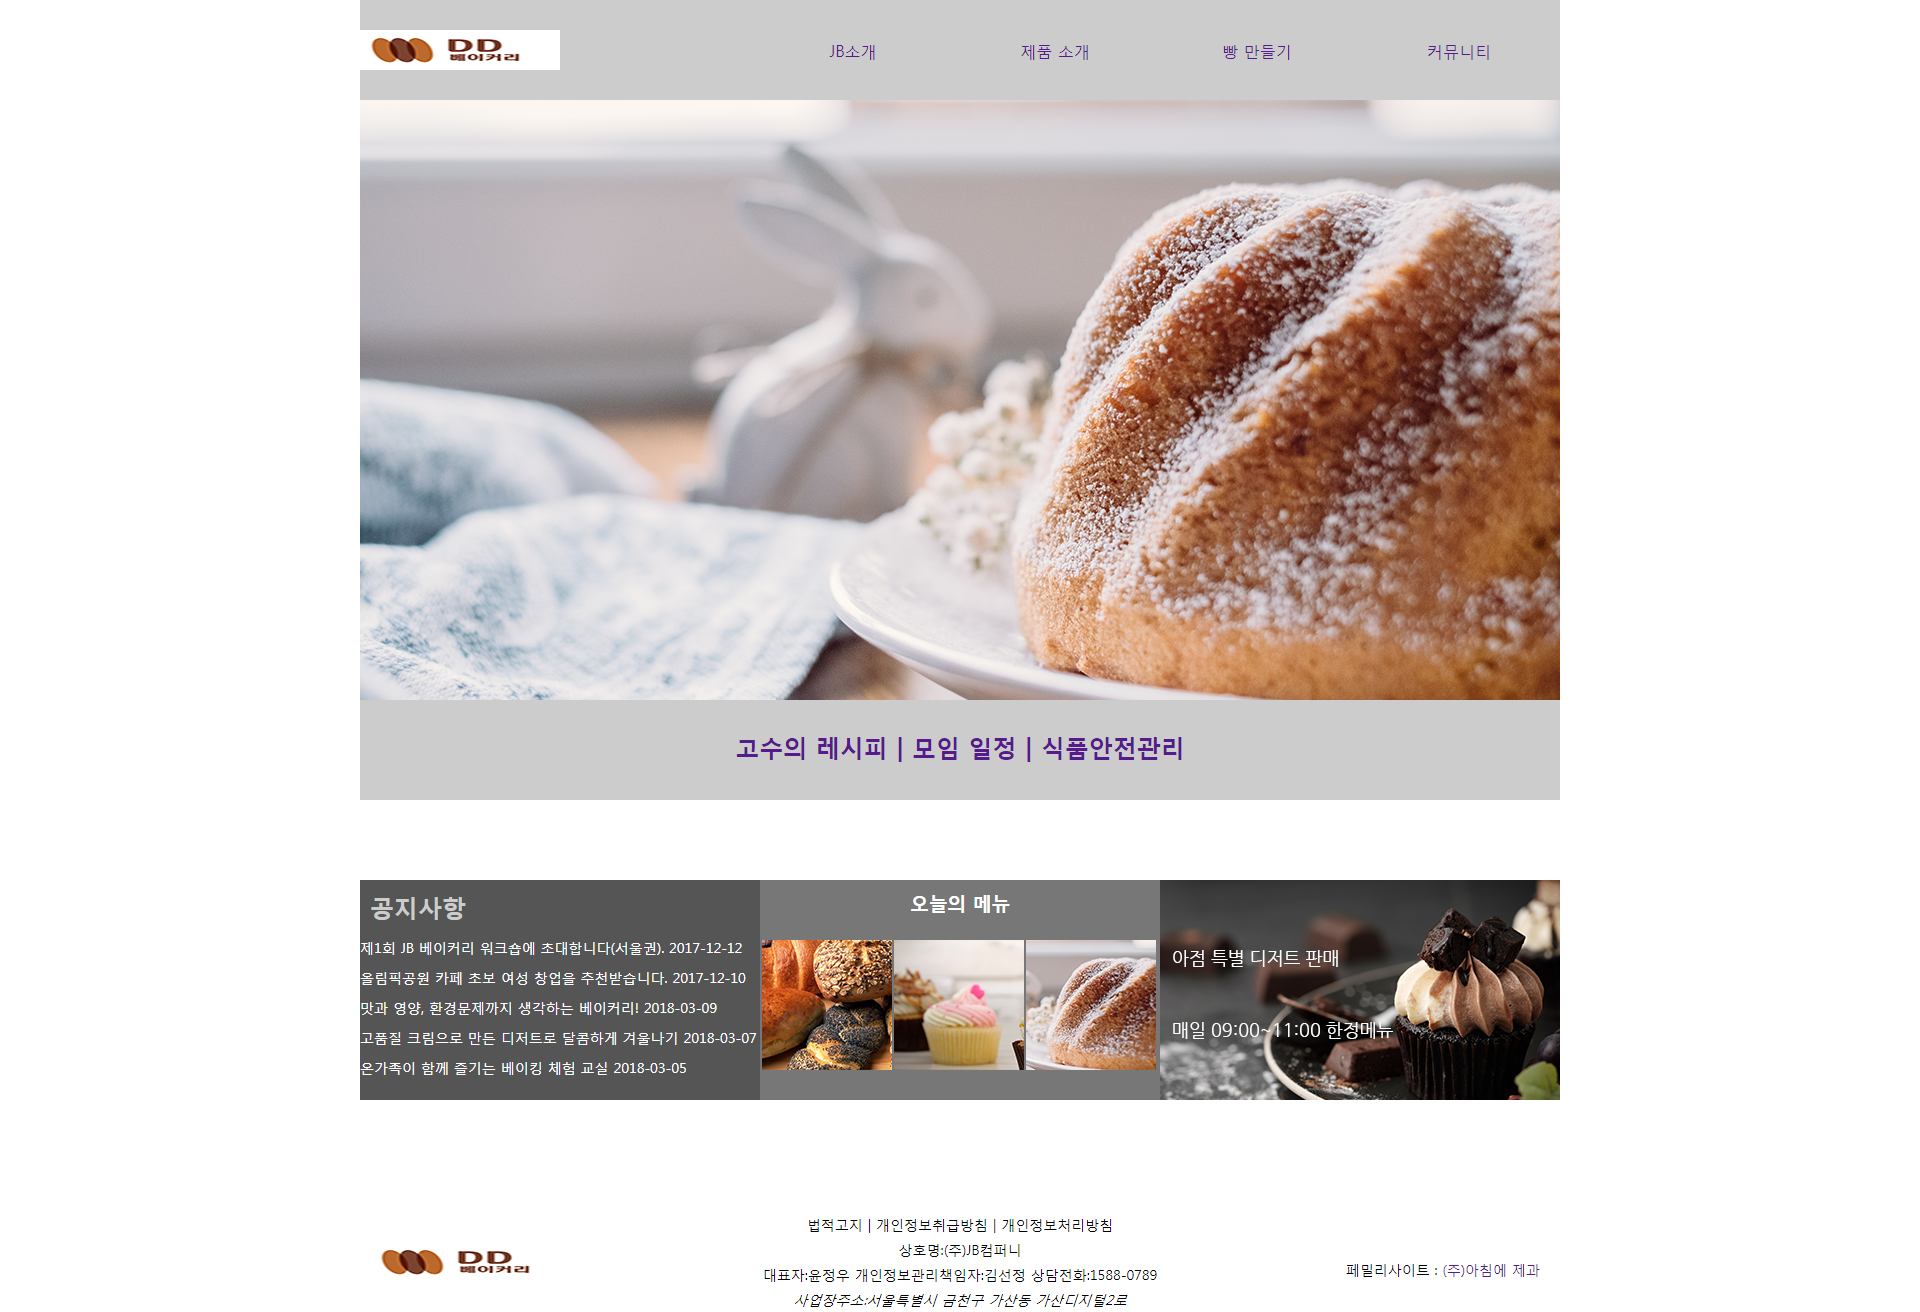 DD
베이커리
JB소개
제품 소개
빵 만들기
커뮤니티
고수의 레시피 | 모임 일정 | 식품안전관리
공지사항
제1회 JB 베이커리 워크숍에 초대합니다(서울권). 2017-12-12
올림픽공원 카페 초보 여성 창업을 추천받습니다. 2017-12-10
맛과 영양, 환경문제까지 생각하는 베이커리! 2018-03-09
고품질 크림으로 만든 디저트로 달콤하게 겨울나기 2018-03-07
온가족이 함께 즐기는 베이킹 체험 교실 2018-03-05
오늘의 메뉴
아점 특별 디저트 판매
매일 09:00~11:00 한정메뉴
DD
베이커리
법적고지 | 개인정보취급방침 | 개인정보처리방침
상호명:(주)JB컴퍼니
대표자:윤정우 개인정보관리책임자:김선정 상담전화:1588-0789
사업장주소:서울특별시 금천구 가산동 가산디지털2로
페밀리사이트 : (주)아침에 제과